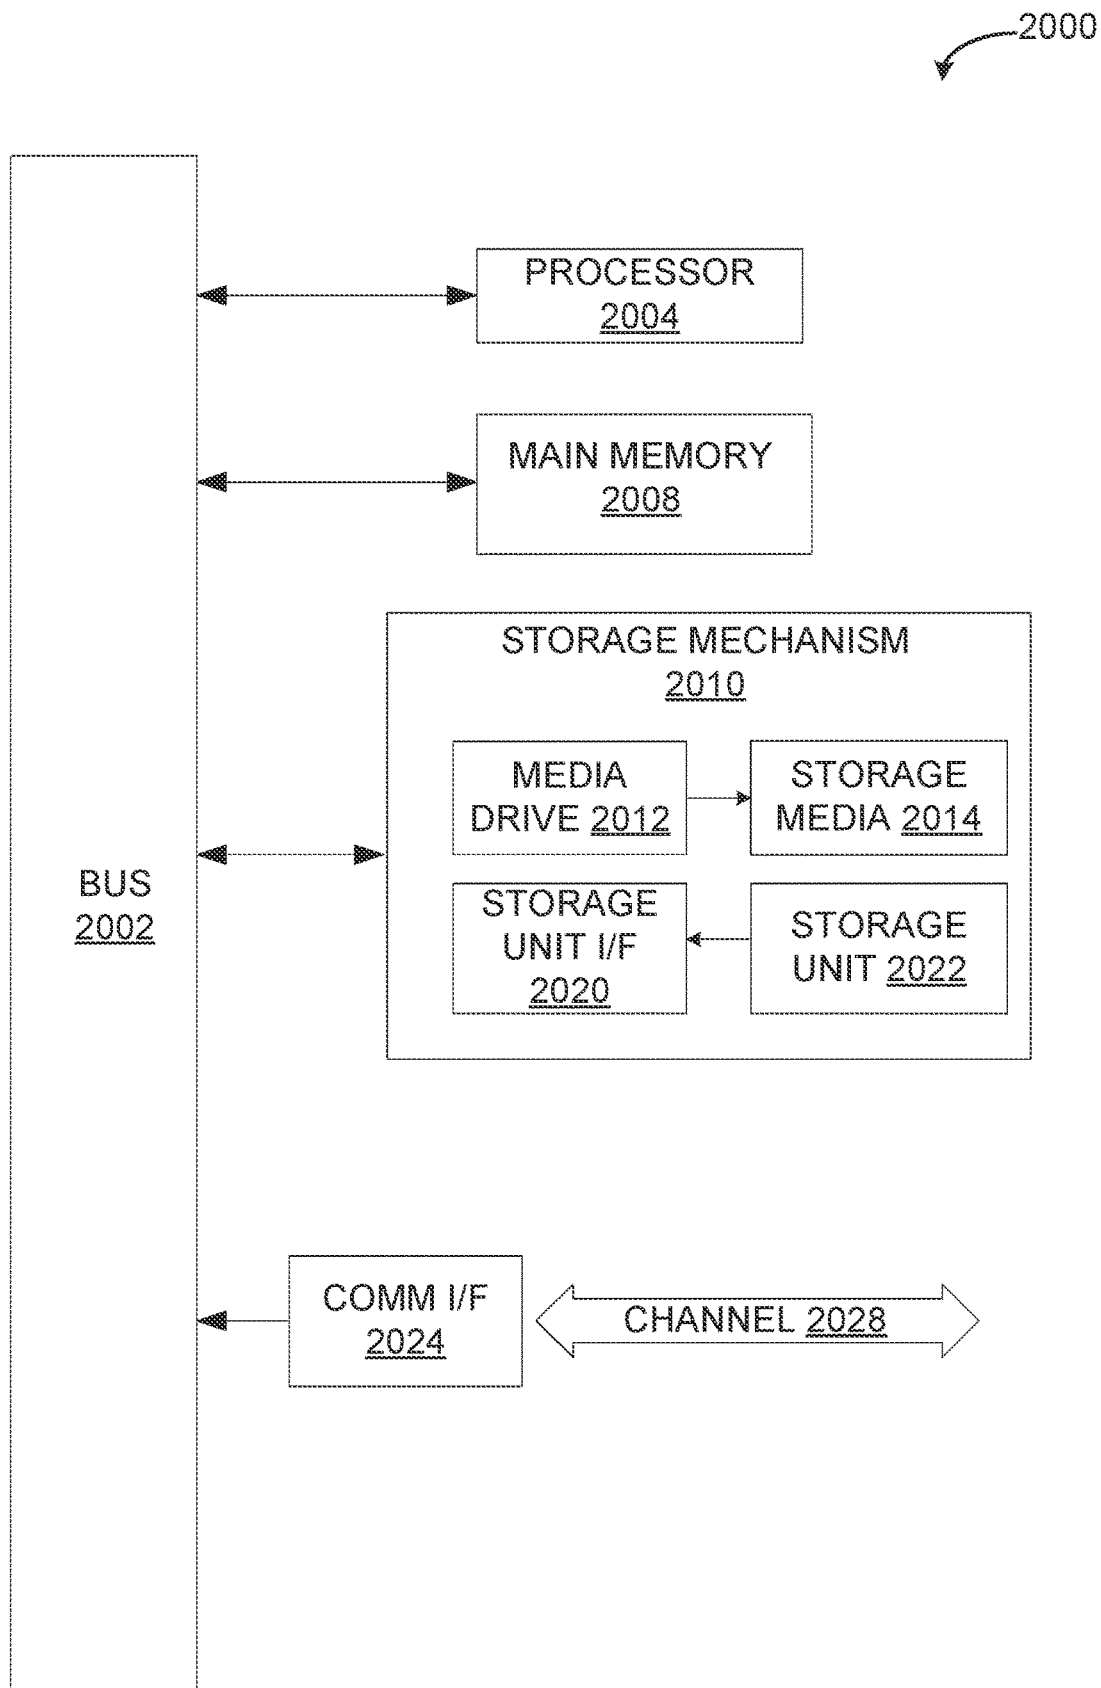 2000
PROCESSOR
2004
MAIN MEMORY
2008
STORAGE MECHANISM
2010
MEDIA
DRIVE 2012
STORAGE
MEDIA 2014
STORAGE
UNIT I/F
2020
STORAGE
UNIT 2022
BUS
2002
COMM I/F
2024
CHANNEL 2028